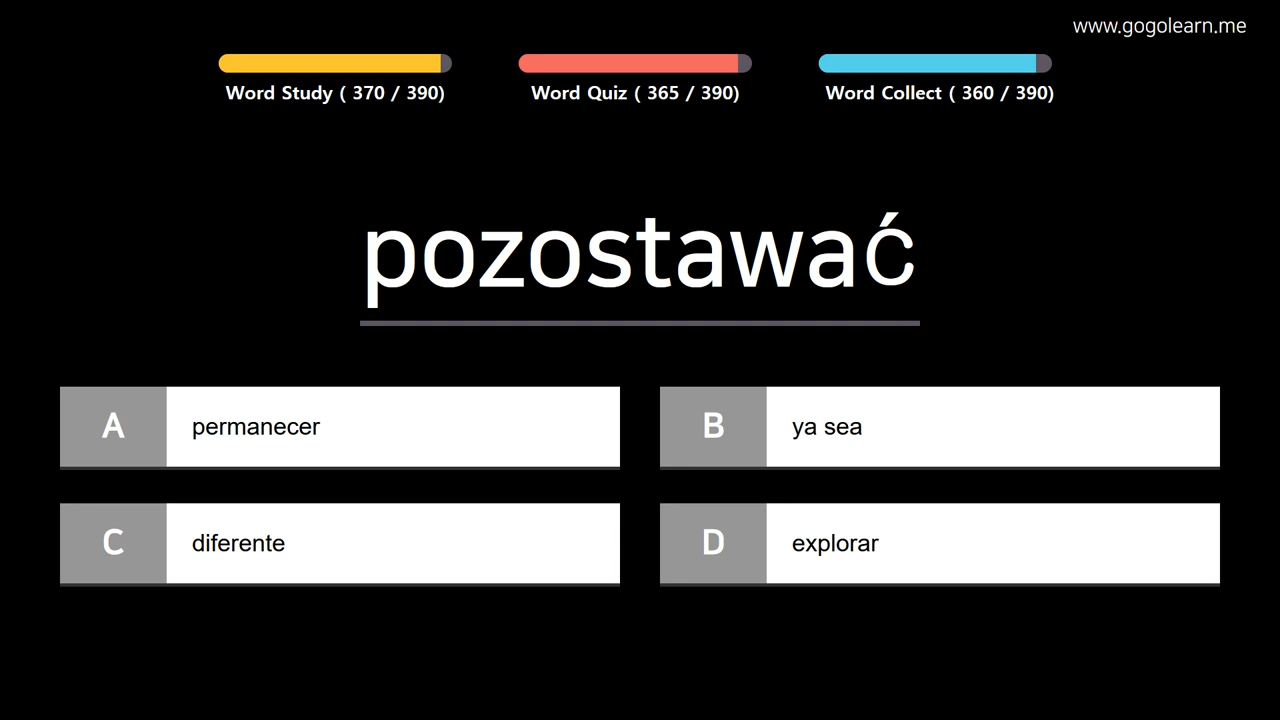 www.gogolearn.me
Word Study ( 370 / 390)
Word Quiz ( 365 / 390)
Word Collect ( 360 / 390)
pozostawać
A permanecer
B ya sea
C diferente
D explorar